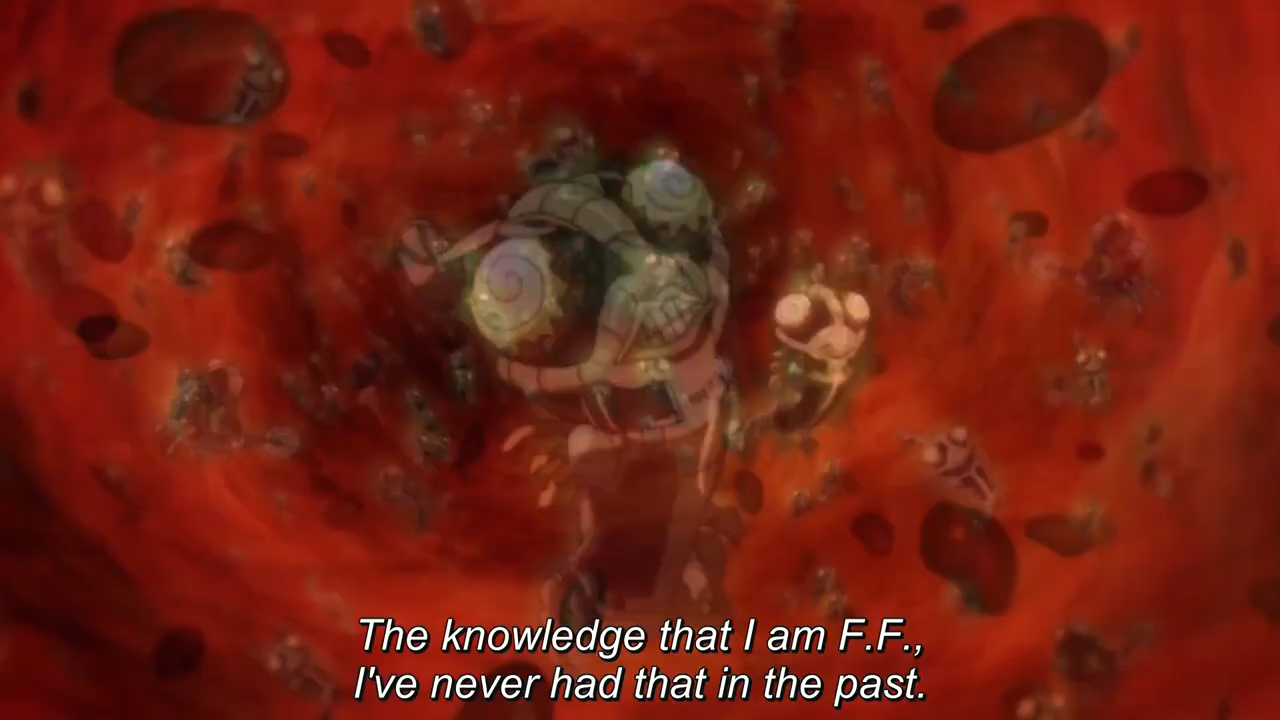 The knowledge that I am F.F.,
I've never had that in the past.